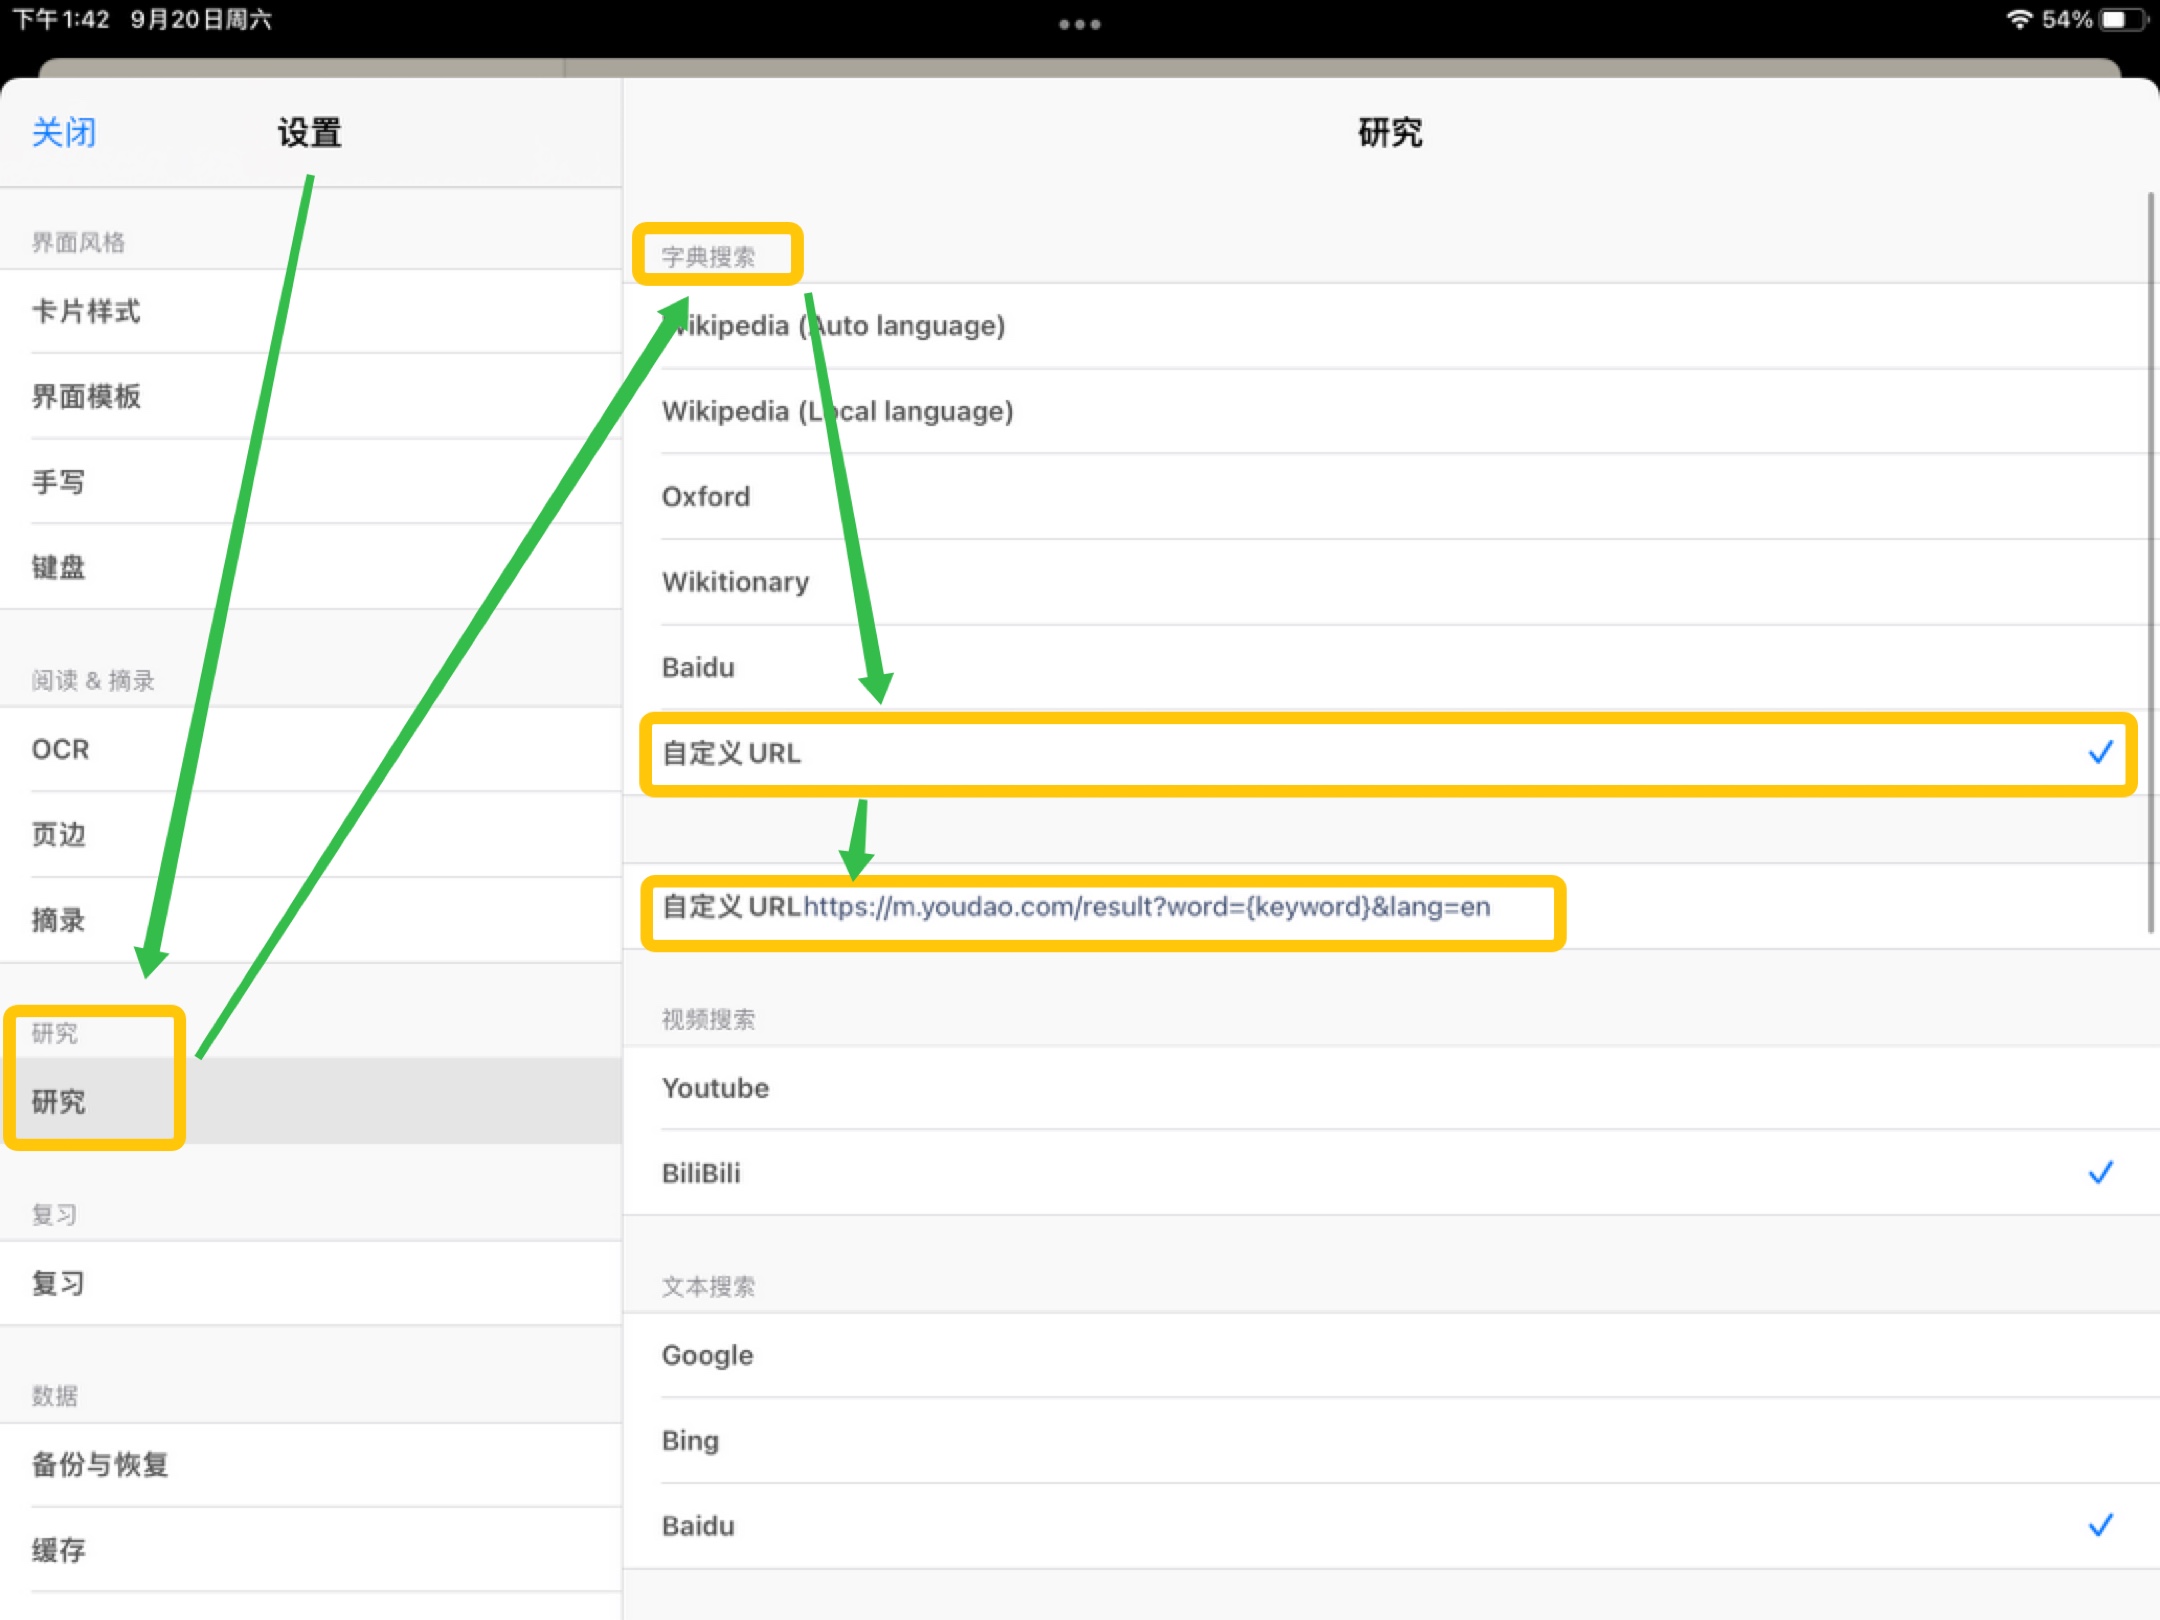 下午1:42 9月20日周六
54%
关闭
设置
界面风格
卡片样式
界面模板
手写
键盘
阅读 & 摘录
OCR
页边
摘录
研究
研究
复习
复习
数据
备份与恢复
缓存
研究
字典搜索
Wikipedia (Auto language)
Wikipedia (Local language)
Oxford
Wikitionary
Baidu
自定义 URL
自定义 URLhttps://m.youdao.com/result?word={keyword}&lang=en
视频搜索
Youtube
BiliBili
文本搜索
Google
Bing
Baidu